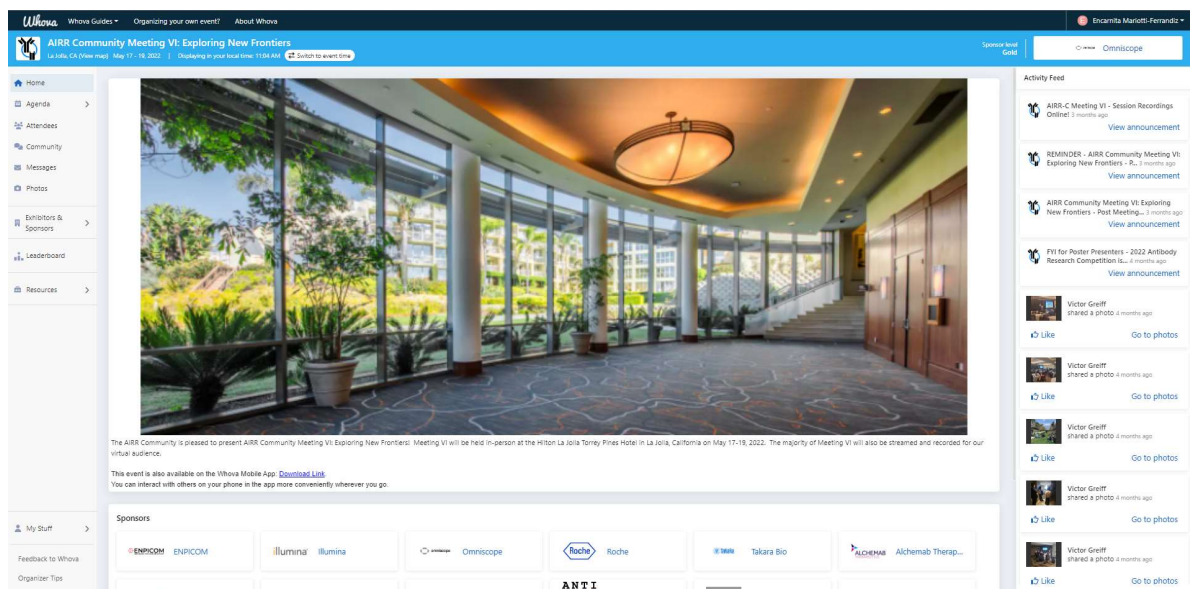 Whova Whova Guides Organizing your own event? About Whova
E Encarnita Mariotti-Ferrandiz
AIRR Community Meeting VI: Exploring New Frontiers
La Jolla, CA (View map) May 17 - 19, 2022 | Displaying in your local time: 11:04 AM Switch to event time
Sponsor level
Gold
Omniscope
Home
Agenda
Attendees
Community
Messages
Photos
Exhibitors &
Sponsors
Leaderboard
Resources
My Stuff
Feedback to Whova
Organizer Tips
The AIRR Community is pleased to present AIRR Community Meeting VI: Exploring New Frontiers! Meeting VI will be held in-person at the Hilton La Jolla Torrey Pines Hotel in La Jolla, California on May 17-19, 2022. The majority of Meeting VI will also be streamed and recorded for our
virtual audience.
This event is also available on the Whova Mobile App: Download Link.
You can interact with others on your phone in the app more conveniently wherever you go.
Sponsors
ENPICOM ENPICOM
illumina Illumina
omniscope Omniscope
Roche Roche
TaKaRa Takara Bio
ALCHEMAB Alchemab Therap...
ANTI
Activity Feed
AIRR-C Meeting VI - Session Recordings
Online! 3 months ago
View announcement
REMINDER - AIRR Community Meeting VI:
Exploring New Frontiers - P... 3 months ago
View announcement
AIRR Community Meeting VI: Exploring
New Frontiers - Post Meeting... 3 months ago
View announcement
FYI for Poster Presenters - 2022 Antibody
Research Competition is... 4 months ago
View announcement
Victor Greiff
shared a photo 4 months ago
Like Go to photos
Victor Greiff
shared a photo 4 months ago
Like Go to photos
Victor Greiff
shared a photo 4 months ago
Like Go to photos
Victor Greiff
shared a photo 4 months ago
Like Go to photos
Victor Greiff
shared a photo 4 months ago
Like Go to photos